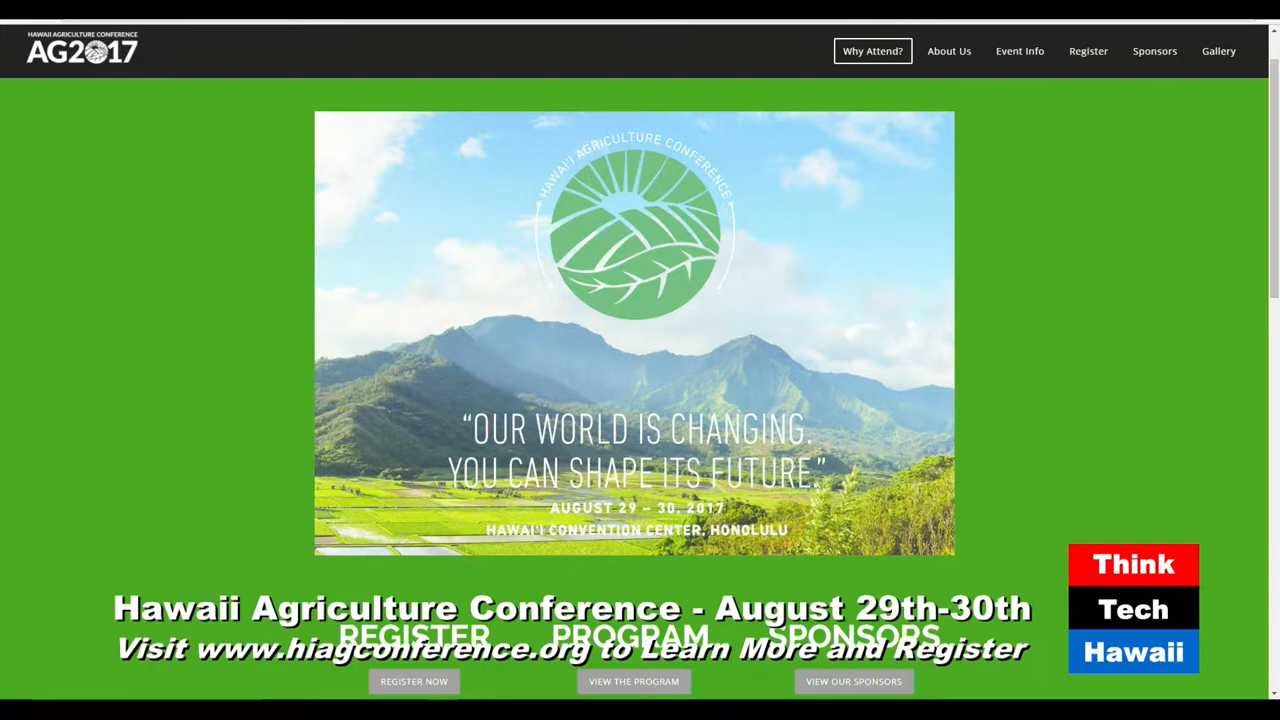 HAWAII AGRICULTURE CONFERENCE
AG2017
Why Attend? About Us Event Info Register Sponsors Gallery
HAWAI'I AGRICULTURE CONFERENCE
“OUR WORLD IS CHANGING.
YOU CAN SHAPE ITS FUTURE.”
AUGUST 29 – 30, 2017
HAWAI'I CONVENTION CENTER, HONOLULU
Think
Tech
Hawaii
Hawaii Agriculture Conference - August 29th-30th
REGISTER PROGRAM SPONSORS
Visit www.hiagconference.org to Learn More and Register
REGISTER NOW VIEW THE PROGRAM VIEW OUR SPONSORS